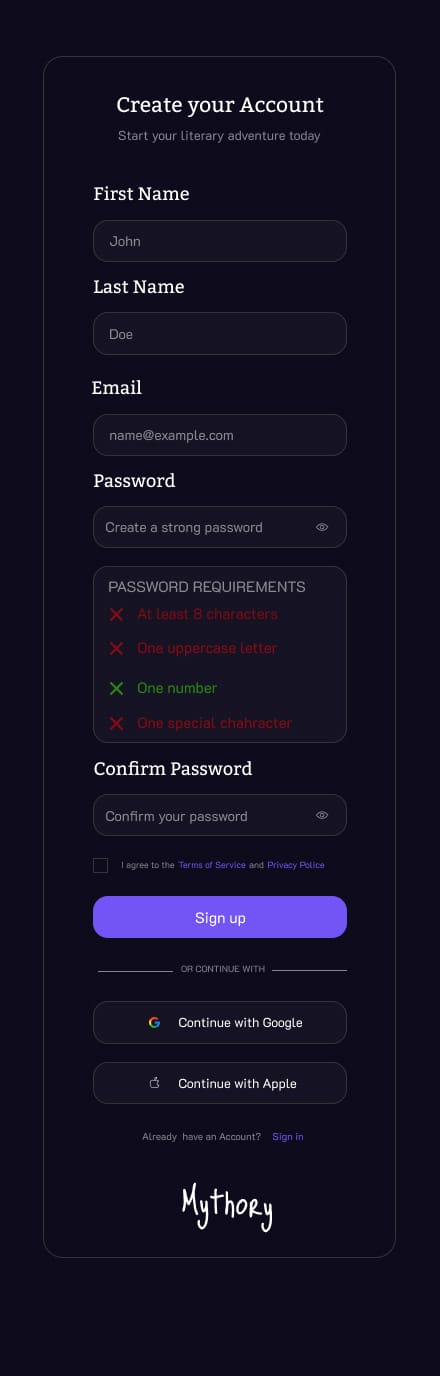 Create your Account
Start your literary adventure today
First Name
John
Last Name
Doe
Email
name@example.com
Password
Create a strong password
PASSWORD REQUIREMENTS
At least 8 characters
One uppercase letter
One number
One special chahracter
Confirm Password
Confirm your password
I agree to the Terms of Service and Privacy Policy
Sign up
OR CONTINUE WITH
Continue with Google
Continue with Apple
Already have an Account? Sign in
Mythory